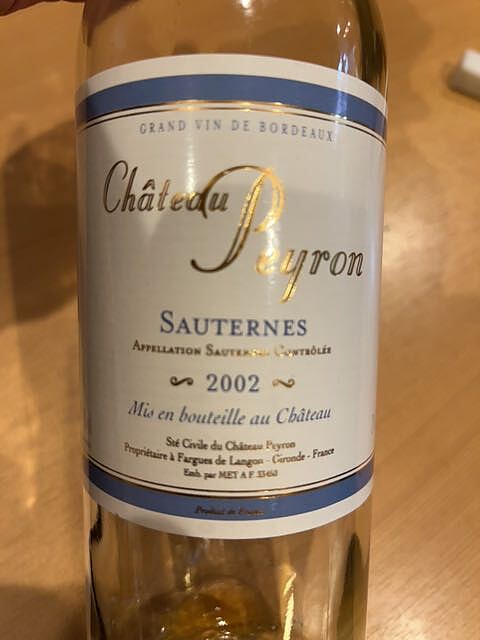 GRAND VIN DE BORDEAUX
Château Peyron
SAUTERNES
APPELLATION SAUTERNES CONTRÔLÉE
2002
Mis en bouteille au Château
Sté Civile du Château Peyron
Propriétaire à Fargues de Langon - Gironde - France
Emb. par MET A F. 33450
Product of France